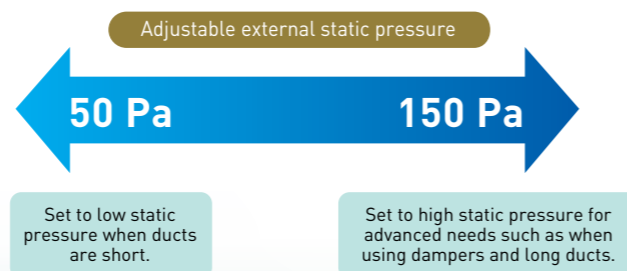 Adjustable external static pressure
50 Pa
150 Pa
Set to low static
pressure when ducts
are short.
Set to high static pressure for
advanced needs such as when
using dampers and long ducts.